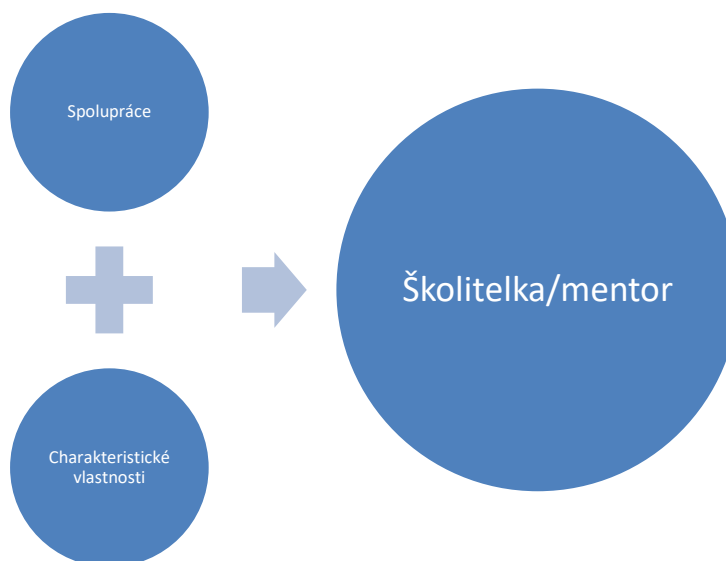 Spolupráce
Charakteristické
vlastnosti
Školitelka/mentor